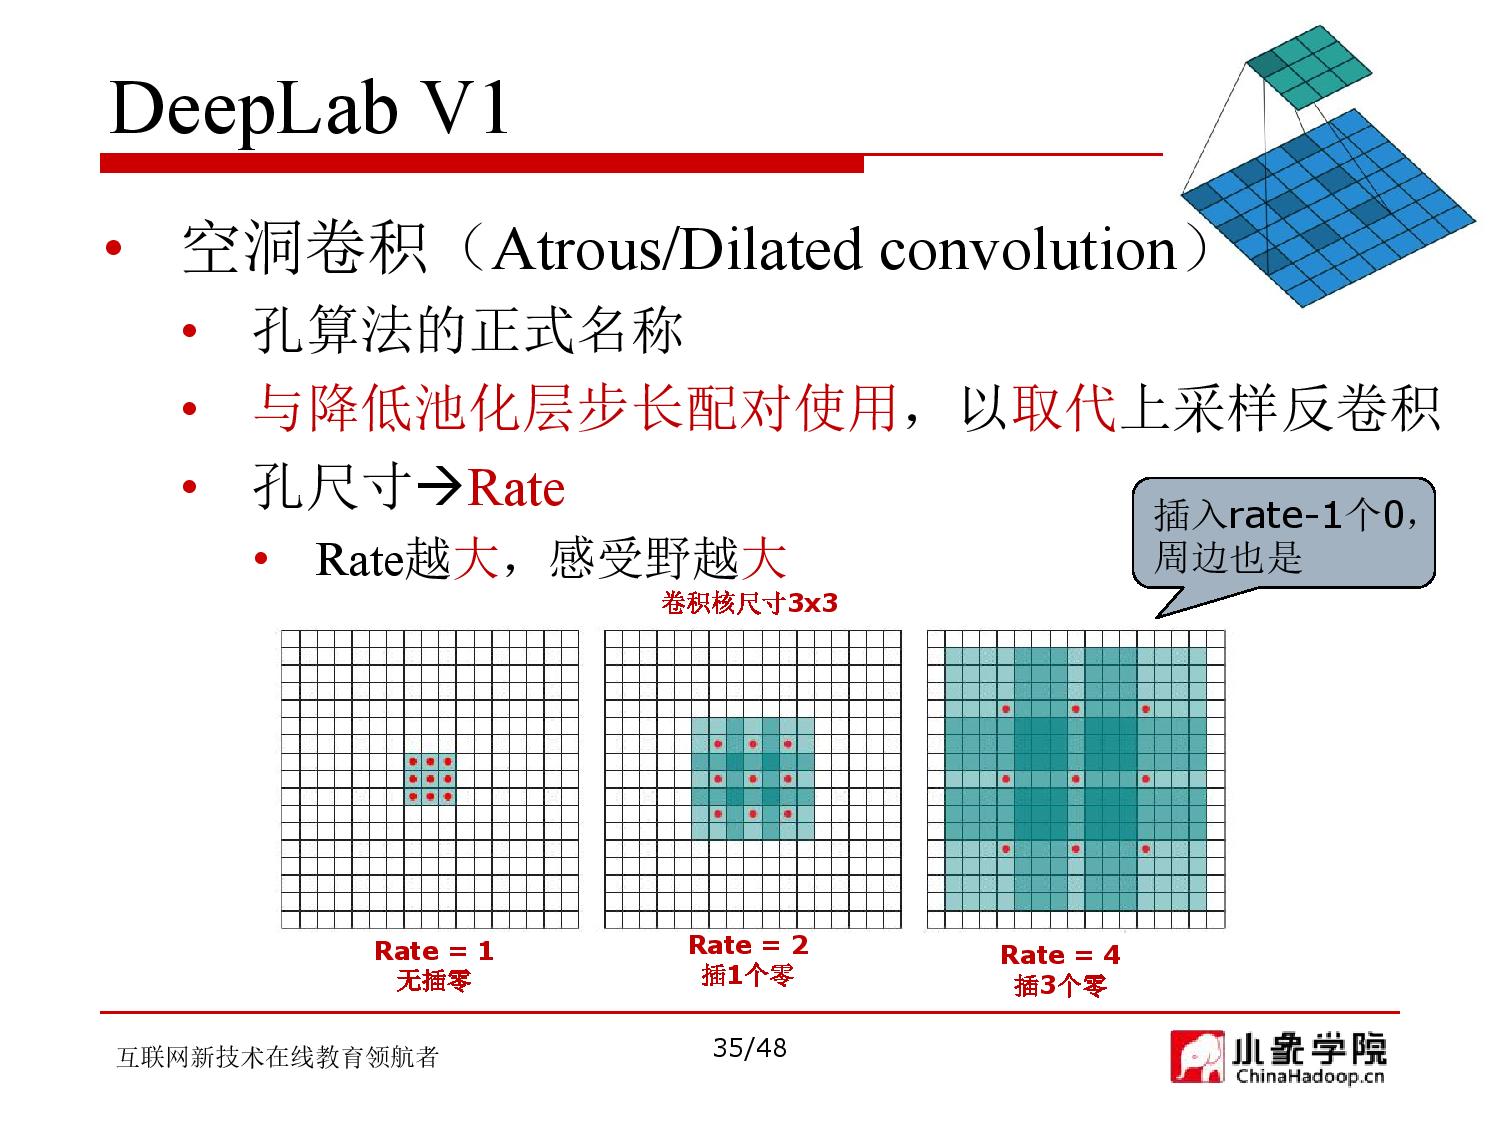 DeepLab V1
• 空洞卷积（Atrous/Dilated convolution）
• 孔算法的正式名称
• 与降低池化层步长配对使用，以取代上采样反卷积
• 孔尺寸→Rate
• Rate越大，感受野越大
插入rate-1个0，
周边也是
卷积核尺寸3x3
Rate = 1
无插零
Rate = 2
插1个零
Rate = 4
插3个零
互联网新技术在线教育领航者
35/48
小象学院
ChinaHadoop.cn